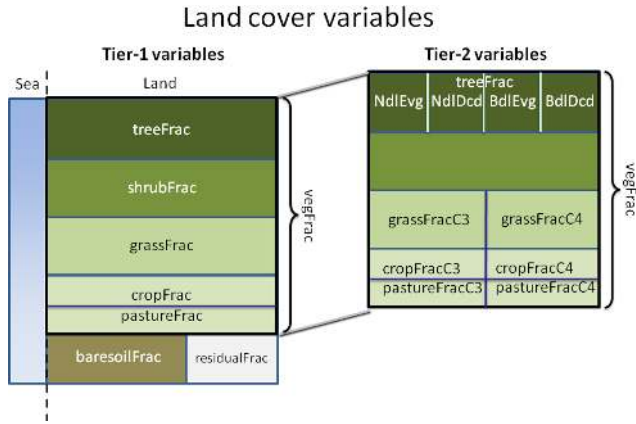 Land cover variables
Tier-1 variables
Tier-2 variables
Sea
Land
treeFrac
shrubFrac
grassFrac
cropFrac
pastureFrac
vegFrac
baresoilFrac
residualFrac
treeFrac
NdlEvg NdlDcd BdlEvg BdlDcd
grassFracC3 grassFracC4
cropFracC3 cropFracC4
pastureFracC3 pastureFracC4
vegFrac